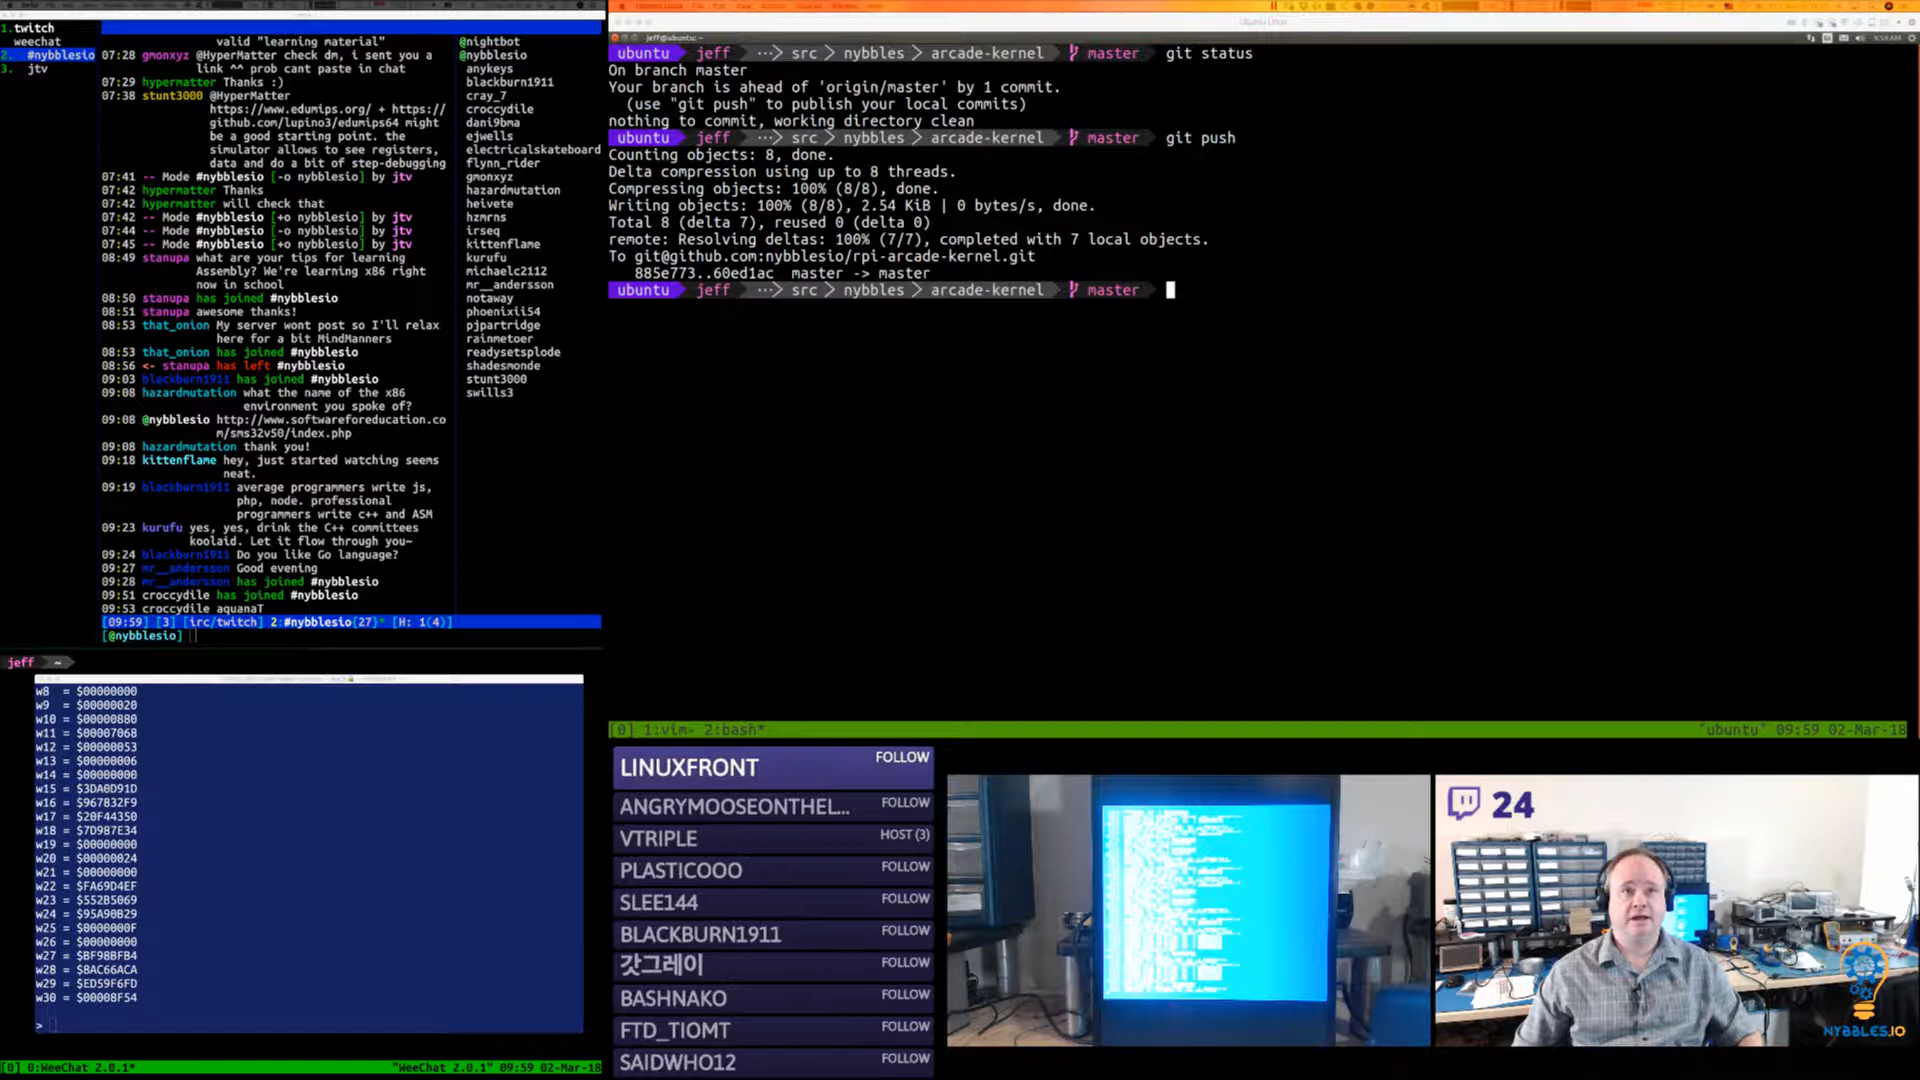 1.twitch
weechat
2. #nybblesio
3. jtv
valid "learning material"
07:28 gmonxyz @HyperMatter check dm, i sent you a
link ^^ prob cant paste in chat
07:29 hypermatter Thanks :)
07:38 stunt3000 @HyperMatter
https://www.edumips.org/ + https://
github.com/lupino3/edumips64 might
be a good starting point. the
simulator allows to see registers,
data and do a bit of step-debugging
07:41 -- Mode #nybblesio [-o nybblesio] by jtv
07:42 hypermatter Thanks
07:42 hypermatter will check that
07:42 -- Mode #nybblesio [+o nybblesio] by jtv
07:44 -- Mode #nybblesio [-o nybblesio] by jtv
07:45 -- Mode #nybblesio [+o nybblesio] by jtv
08:49 stanupa what are your tips for learning
Assembly? We're learning x86 right
now in school
08:50 stanupa has joined #nybblesio
08:51 stanupa awesome thanks!
08:53 that_onion My server wont post so I'll relax
here for a bit MindManners
08:53 that_onion has joined #nybblesio
08:56 <- stanupa has left #nybblesio
09:03 blackburn1911 has joined #nybblesio
09:08 hazardmutation what the name of the x86
environment you spoke of?
09:08 @nybblesio http://www.softwareforeducation.co
m/sms32v50/index.php
09:08 hazardmutation thank you!
09:18 kittenflame hey, just started watching seems
neat.
09:19 blackburn1911 average programmers write js,
php, node. professional
programmers write c++ and ASM
09:23 kurufu yes, yes, drink the C++ committees
koolaid. Let it flow through you~
09:24 blackburn1911 Do you like Go language?
09:27 mr__andersson Good evening
09:28 mr__andersson has joined #nybblesio
09:51 croccydile has joined #nybblesio
09:53 croccydile aquanaT
[09:59] [3] [irc/twitch] 2:#nybblesio{27}* [H: 1(4)]
[@nybblesio]
@nightbot
@nybblesio
anykeys
blackburn1911
cray_7
croccydile
dani9bma
ejwells
electricalskateboard
flynn_rider
gmonxyz
hazardmutation
heivete
hzmrns
irseq
kittenflame
kurufu
michaelc2112
mr__andersson
notaway
phoenixii54
pjpartridge
rainmetoer
readysetsplode
shadesmonde
stunt3000
swills3
jeff ~
w8 = $00000000
w9 = $00000020
w10 = $00000880
w11 = $00007068
w12 = $00000053
w13 = $00000006
w14 = $00000000
w15 = $3DA0D91D
w16 = $967832F9
w17 = $20F44350
w18 = $7D987E34
w19 = $00000000
w20 = $00000024
w21 = $00000000
w22 = $FA69D4EF
w23 = $552B5069
w24 = $95A90B29
w25 = $0000000F
w26 = $00000000
w27 = $BF98BFB4
w28 = $8AC66ACA
w29 = $ED59F6FD
w30 = $00008F54
>
[0] 0:WeeChat 2.0.1* "WeeChat 2.0.1" 09:59 02-Mar-18
jeff@ubuntu: ~
ubuntu jeff ···> src > nybbles > arcade-kernel master git status
On branch master
Your branch is ahead of 'origin/master' by 1 commit.
(use "git push" to publish your local commits)
nothing to commit, working directory clean
ubuntu jeff ···> src > nybbles > arcade-kernel master git push
Counting objects: 8, done.
Delta compression using up to 8 threads.
Compressing objects: 100% (8/8), done.
Writing objects: 100% (8/8), 2.54 KiB | 0 bytes/s, done.
Total 8 (delta 7), reused 0 (delta 0)
remote: Resolving deltas: 100% (7/7), completed with 7 local objects.
To git@github.com:nybblesio/rpi-arcade-kernel.git
885e773..60ed1ac master -> master
ubuntu jeff ···> src > nybbles > arcade-kernel master
[0] 1:vim- 2:bash* "ubuntu" 09:59 02-Mar-18
LINUXFRONT FOLLOW
ANGRYMOOSEONTHEL... FOLLOW
VTRIPLE HOST (3)
PLASTICOOO FOLLOW
SLEE144 FOLLOW
BLACKBURN1911 FOLLOW
갓그레이 FOLLOW
BASHNAKO FOLLOW
FTD_TIOMT FOLLOW
SAIDWHO12 FOLLOW
24
NYBBLES.IO